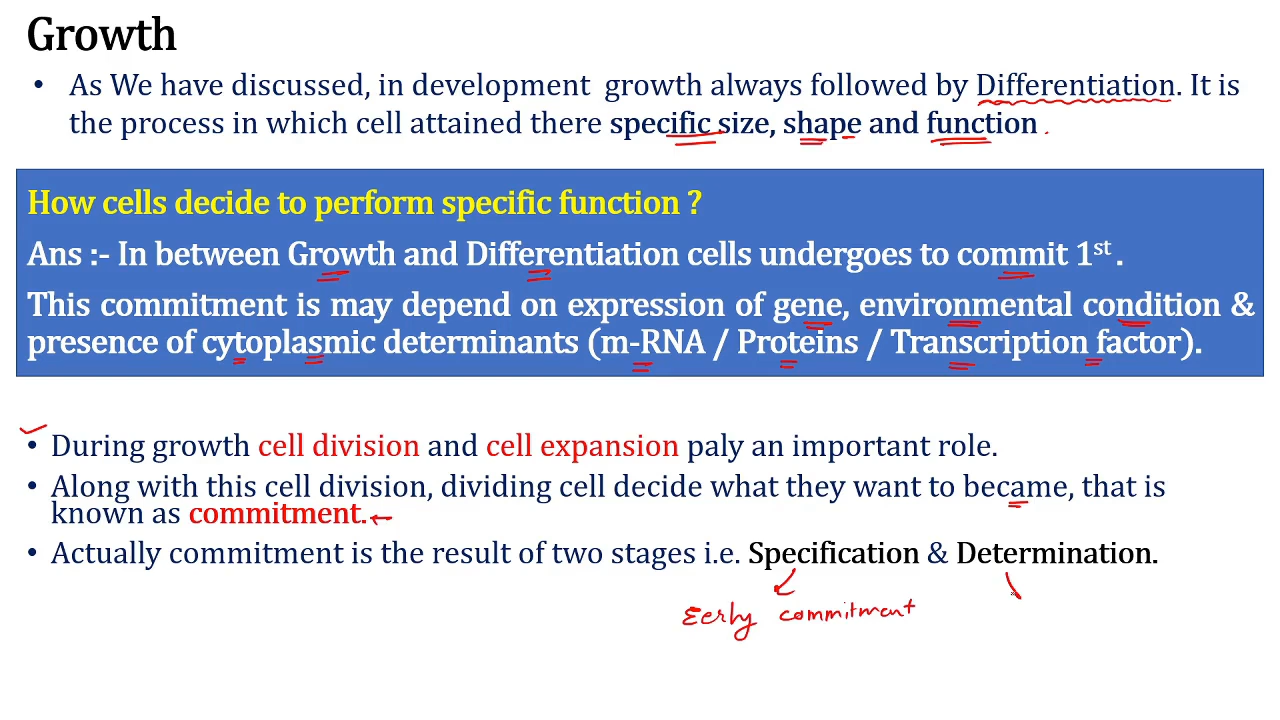 Growth
• As We have discussed, in development growth always followed by Differentiation. It is
the process in which cell attained there specific size, shape and function .
How cells decide to perform specific function ?
Ans :- In between Growth and Differentiation cells undergoes to commit 1st .
This commitment is may depend on expression of gene, environmental condition &
presence of cytoplasmic determinants (m-RNA / Proteins / Transcription factor).
• During growth cell division and cell expansion paly an important role.
• Along with this cell division, dividing cell decide what they want to became, that is
known as commitment.
• Actually commitment is the result of two stages i.e. Specification & Determination.
Eerly commitment